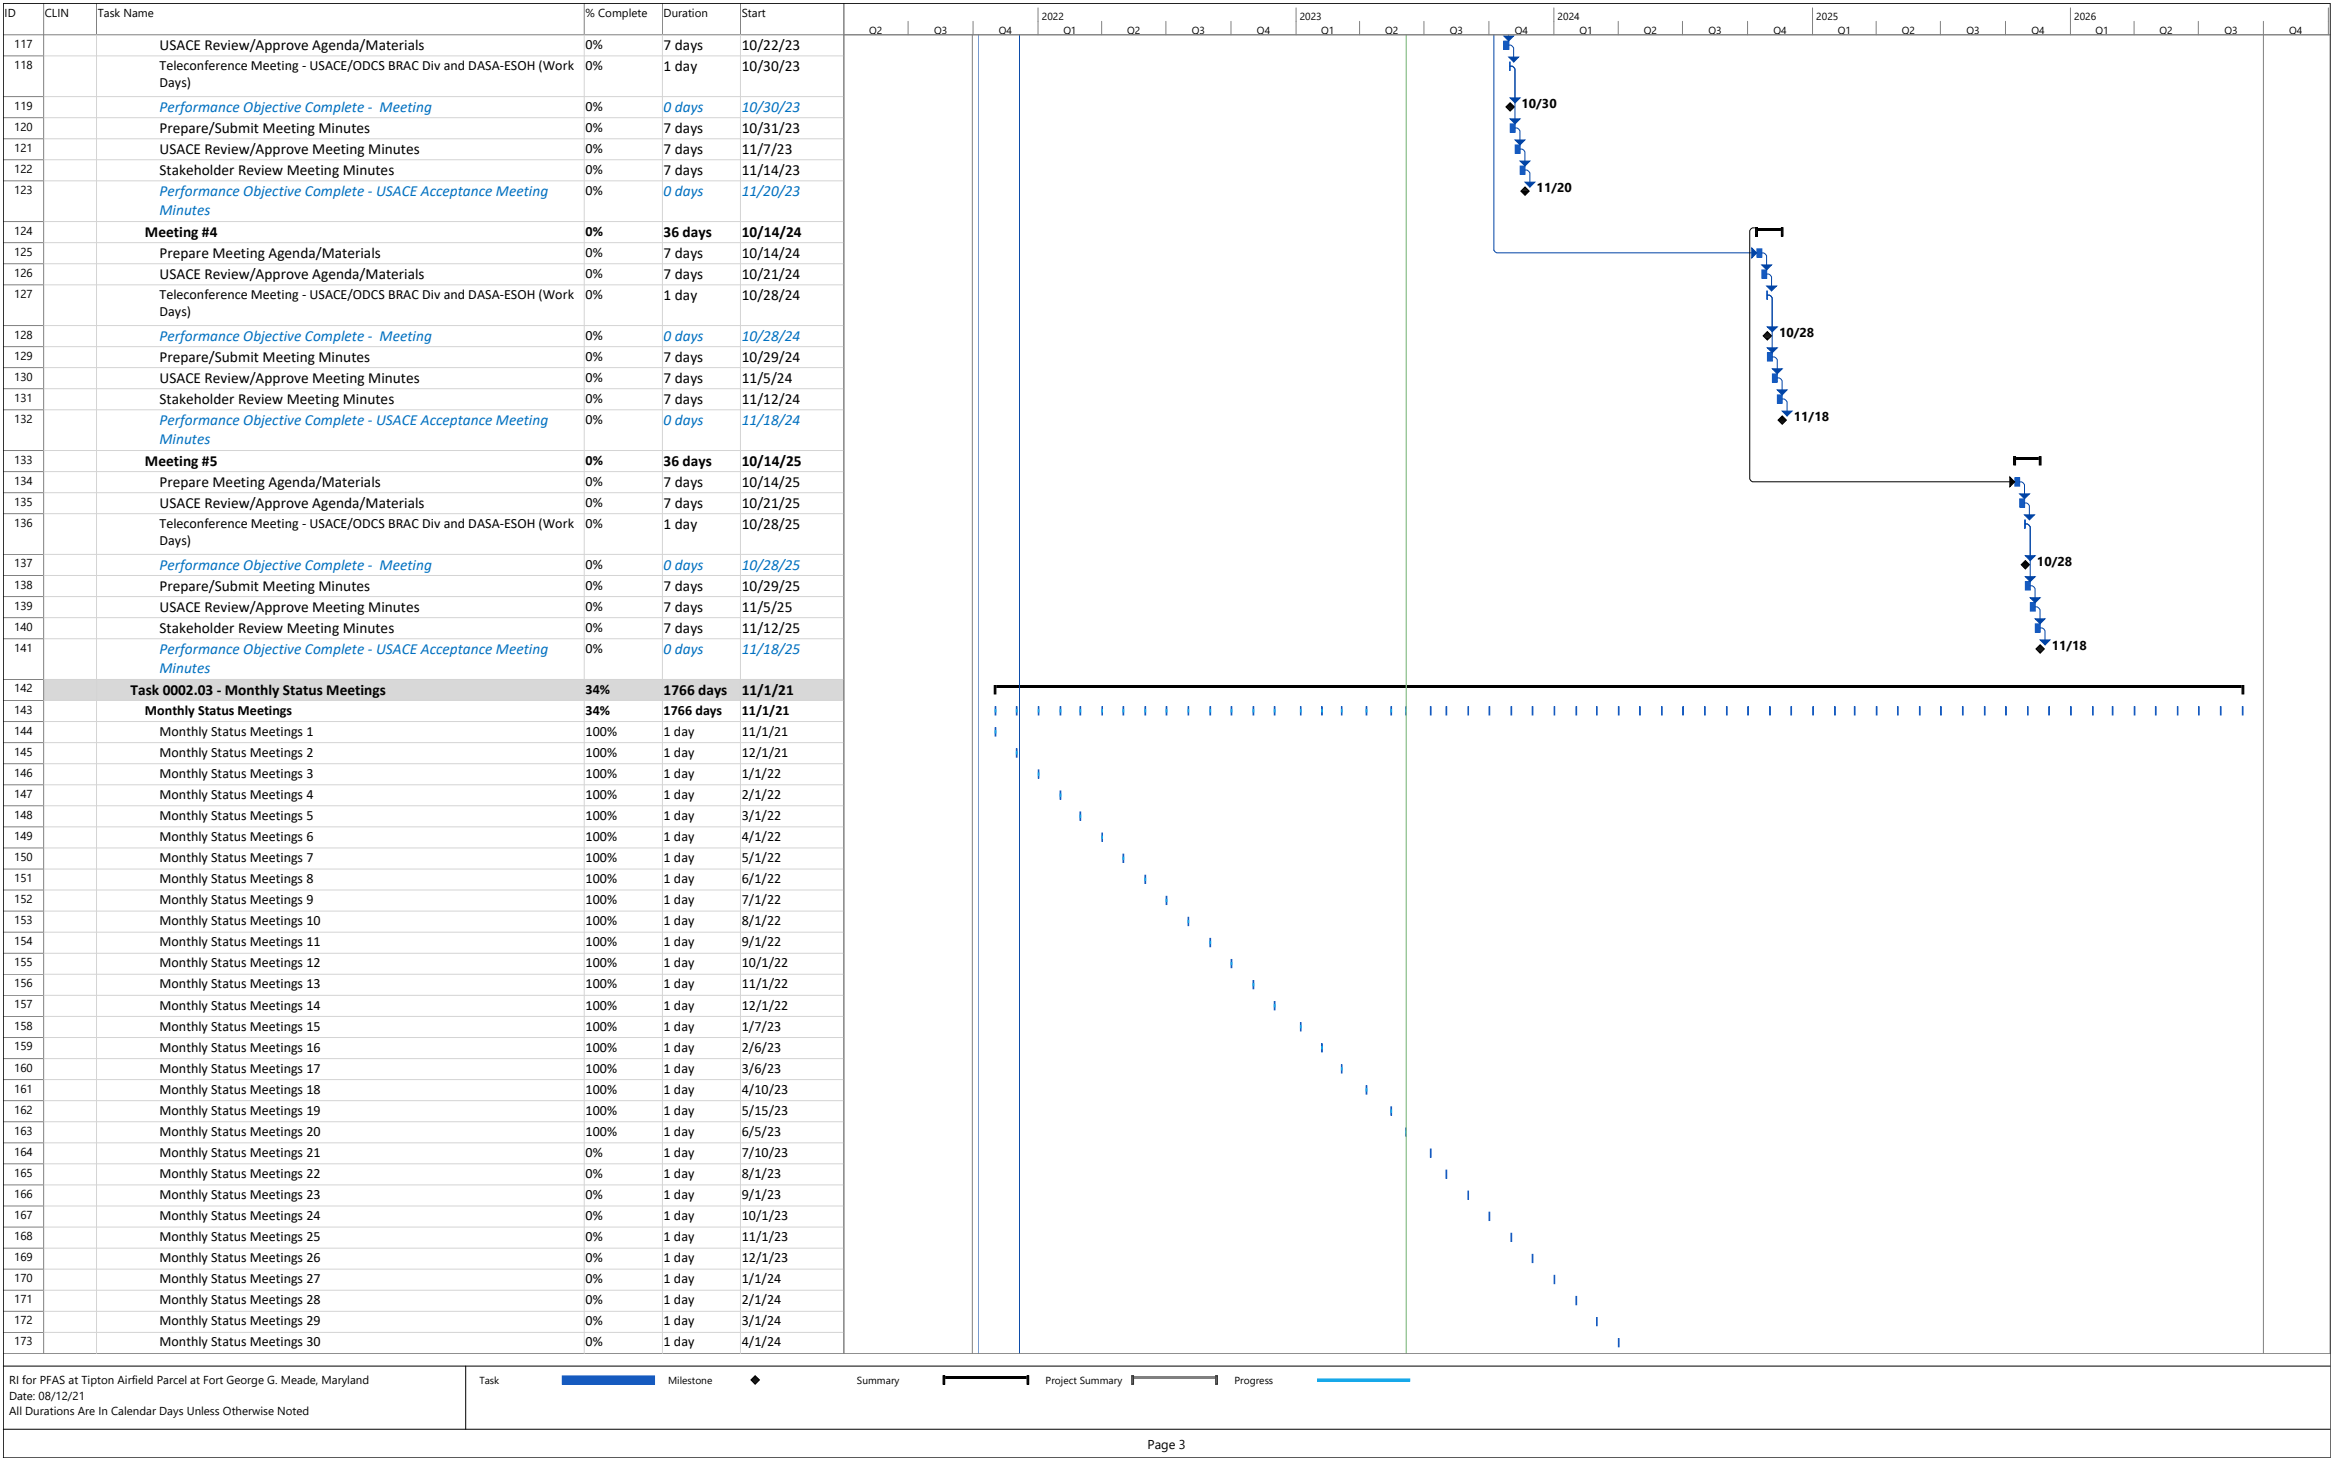 ID CLIN Task Name % Complete Duration Start
2022 2023 2024 2025 2026
Q2 Q3 Q4 Q1 Q2 Q3 Q4 Q1 Q2 Q3 Q4 Q1 Q2 Q3 Q4 Q1 Q2 Q3 Q4 Q1 Q2 Q3 Q4
117 USACE Review/Approve Agenda/Materials 0% 7 days 10/22/23
118 Teleconference Meeting - USACE/ODCS BRAC Div and DASA-ESOH (Work 0% 1 day 10/30/23
Days)
119 Performance Objective Complete - Meeting 0% 0 days 10/30/23 10/30
120 Prepare/Submit Meeting Minutes 0% 7 days 10/31/23
121 USACE Review/Approve Meeting Minutes 0% 7 days 11/7/23
122 Stakeholder Review Meeting Minutes 0% 7 days 11/14/23
123 Performance Objective Complete - USACE Acceptance Meeting 0% 0 days 11/20/23 11/20
Minutes
124 Meeting #4 0% 36 days 10/14/24
125 Prepare Meeting Agenda/Materials 0% 7 days 10/14/24
126 USACE Review/Approve Agenda/Materials 0% 7 days 10/21/24
127 Teleconference Meeting - USACE/ODCS BRAC Div and DASA-ESOH (Work 0% 1 day 10/28/24
Days)
128 Performance Objective Complete - Meeting 0% 0 days 10/28/24 10/28
129 Prepare/Submit Meeting Minutes 0% 7 days 10/29/24
130 USACE Review/Approve Meeting Minutes 0% 7 days 11/5/24
131 Stakeholder Review Meeting Minutes 0% 7 days 11/12/24
132 Performance Objective Complete - USACE Acceptance Meeting 0% 0 days 11/18/24 11/18
Minutes
133 Meeting #5 0% 36 days 10/14/25
134 Prepare Meeting Agenda/Materials 0% 7 days 10/14/25
135 USACE Review/Approve Agenda/Materials 0% 7 days 10/21/25
136 Teleconference Meeting - USACE/ODCS BRAC Div and DASA-ESOH (Work 0% 1 day 10/28/25
Days)
137 Performance Objective Complete - Meeting 0% 0 days 10/28/25 10/28
138 Prepare/Submit Meeting Minutes 0% 7 days 10/29/25
139 USACE Review/Approve Meeting Minutes 0% 7 days 11/5/25
140 Stakeholder Review Meeting Minutes 0% 7 days 11/12/25
141 Performance Objective Complete - USACE Acceptance Meeting 0% 0 days 11/18/25 11/18
Minutes
142 Task 0002.03 - Monthly Status Meetings 34% 1766 days 11/1/21
143 Monthly Status Meetings 34% 1766 days 11/1/21
144 Monthly Status Meetings 1 100% 1 day 11/1/21
145 Monthly Status Meetings 2 100% 1 day 12/1/21
146 Monthly Status Meetings 3 100% 1 day 1/1/22
147 Monthly Status Meetings 4 100% 1 day 2/1/22
148 Monthly Status Meetings 5 100% 1 day 3/1/22
149 Monthly Status Meetings 6 100% 1 day 4/1/22
150 Monthly Status Meetings 7 100% 1 day 5/1/22
151 Monthly Status Meetings 8 100% 1 day 6/1/22
152 Monthly Status Meetings 9 100% 1 day 7/1/22
153 Monthly Status Meetings 10 100% 1 day 8/1/22
154 Monthly Status Meetings 11 100% 1 day 9/1/22
155 Monthly Status Meetings 12 100% 1 day 10/1/22
156 Monthly Status Meetings 13 100% 1 day 11/1/22
157 Monthly Status Meetings 14 100% 1 day 12/1/22
158 Monthly Status Meetings 15 100% 1 day 1/7/23
159 Monthly Status Meetings 16 100% 1 day 2/6/23
160 Monthly Status Meetings 17 100% 1 day 3/6/23
161 Monthly Status Meetings 18 100% 1 day 4/10/23
162 Monthly Status Meetings 19 100% 1 day 5/15/23
163 Monthly Status Meetings 20 100% 1 day 6/5/23
164 Monthly Status Meetings 21 0% 1 day 7/10/23
165 Monthly Status Meetings 22 0% 1 day 8/1/23
166 Monthly Status Meetings 23 0% 1 day 9/1/23
167 Monthly Status Meetings 24 0% 1 day 10/1/23
168 Monthly Status Meetings 25 0% 1 day 11/1/23
169 Monthly Status Meetings 26 0% 1 day 12/1/23
170 Monthly Status Meetings 27 0% 1 day 1/1/24
171 Monthly Status Meetings 28 0% 1 day 2/1/24
172 Monthly Status Meetings 29 0% 1 day 3/1/24
173 Monthly Status Meetings 30 0% 1 day 4/1/24
RI for PFAS at Tipton Airfield Parcel at Fort George G. Meade, Maryland
Date: 08/12/21
All Durations Are In Calendar Days Unless Otherwise Noted
Task Milestone Summary Project Summary Progress
Page 3